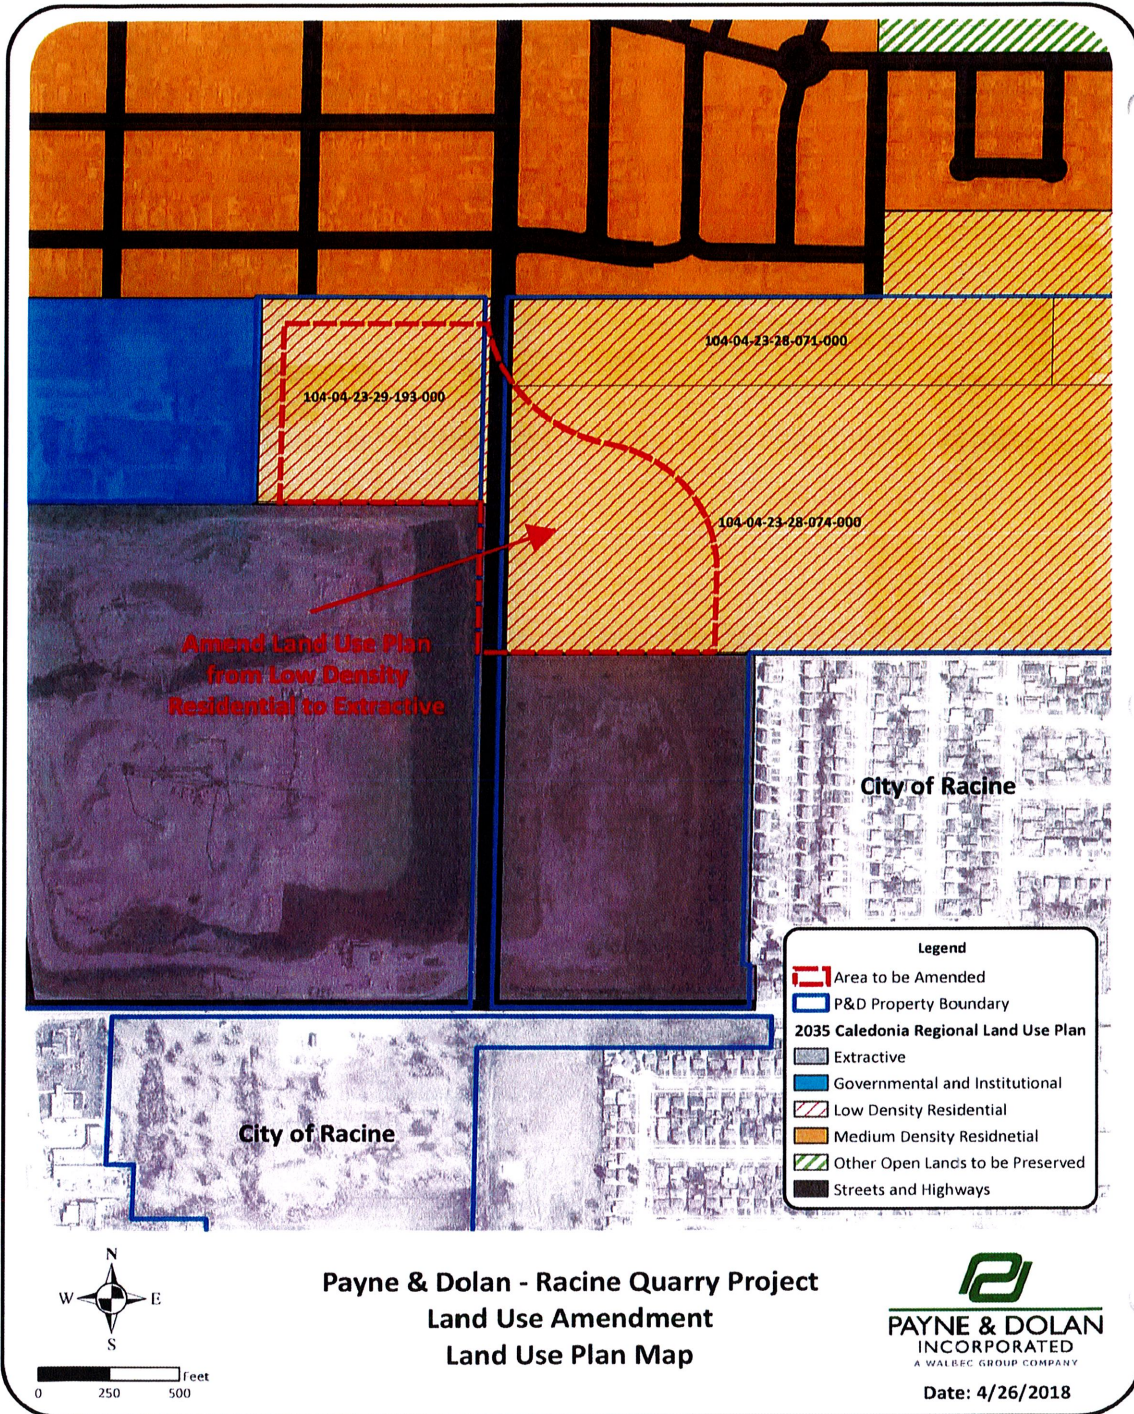 104-04-23-28-071-000
104-04-23-29-193-000
104-04-23-28-074-000
Amend Land Use Plan
from Low Density
Residential to Extractive
City of Racine
Legend
Area to be Amended
P&D Property Boundary
2035 Caledonia Regional Land Use Plan
Extractive
Governmental and Institutional
Low Density Residential
Medium Density Residnetial
Other Open Lands to be Preserved
Streets and Highways
City of Racine
N
W E
S
Feet
0 250 500
Payne & Dolan - Racine Quarry Project
Land Use Amendment
Land Use Plan Map
PAYNE & DOLAN
INCORPORATED
A WALBEC GROUP COMPANY
Date: 4/26/2018